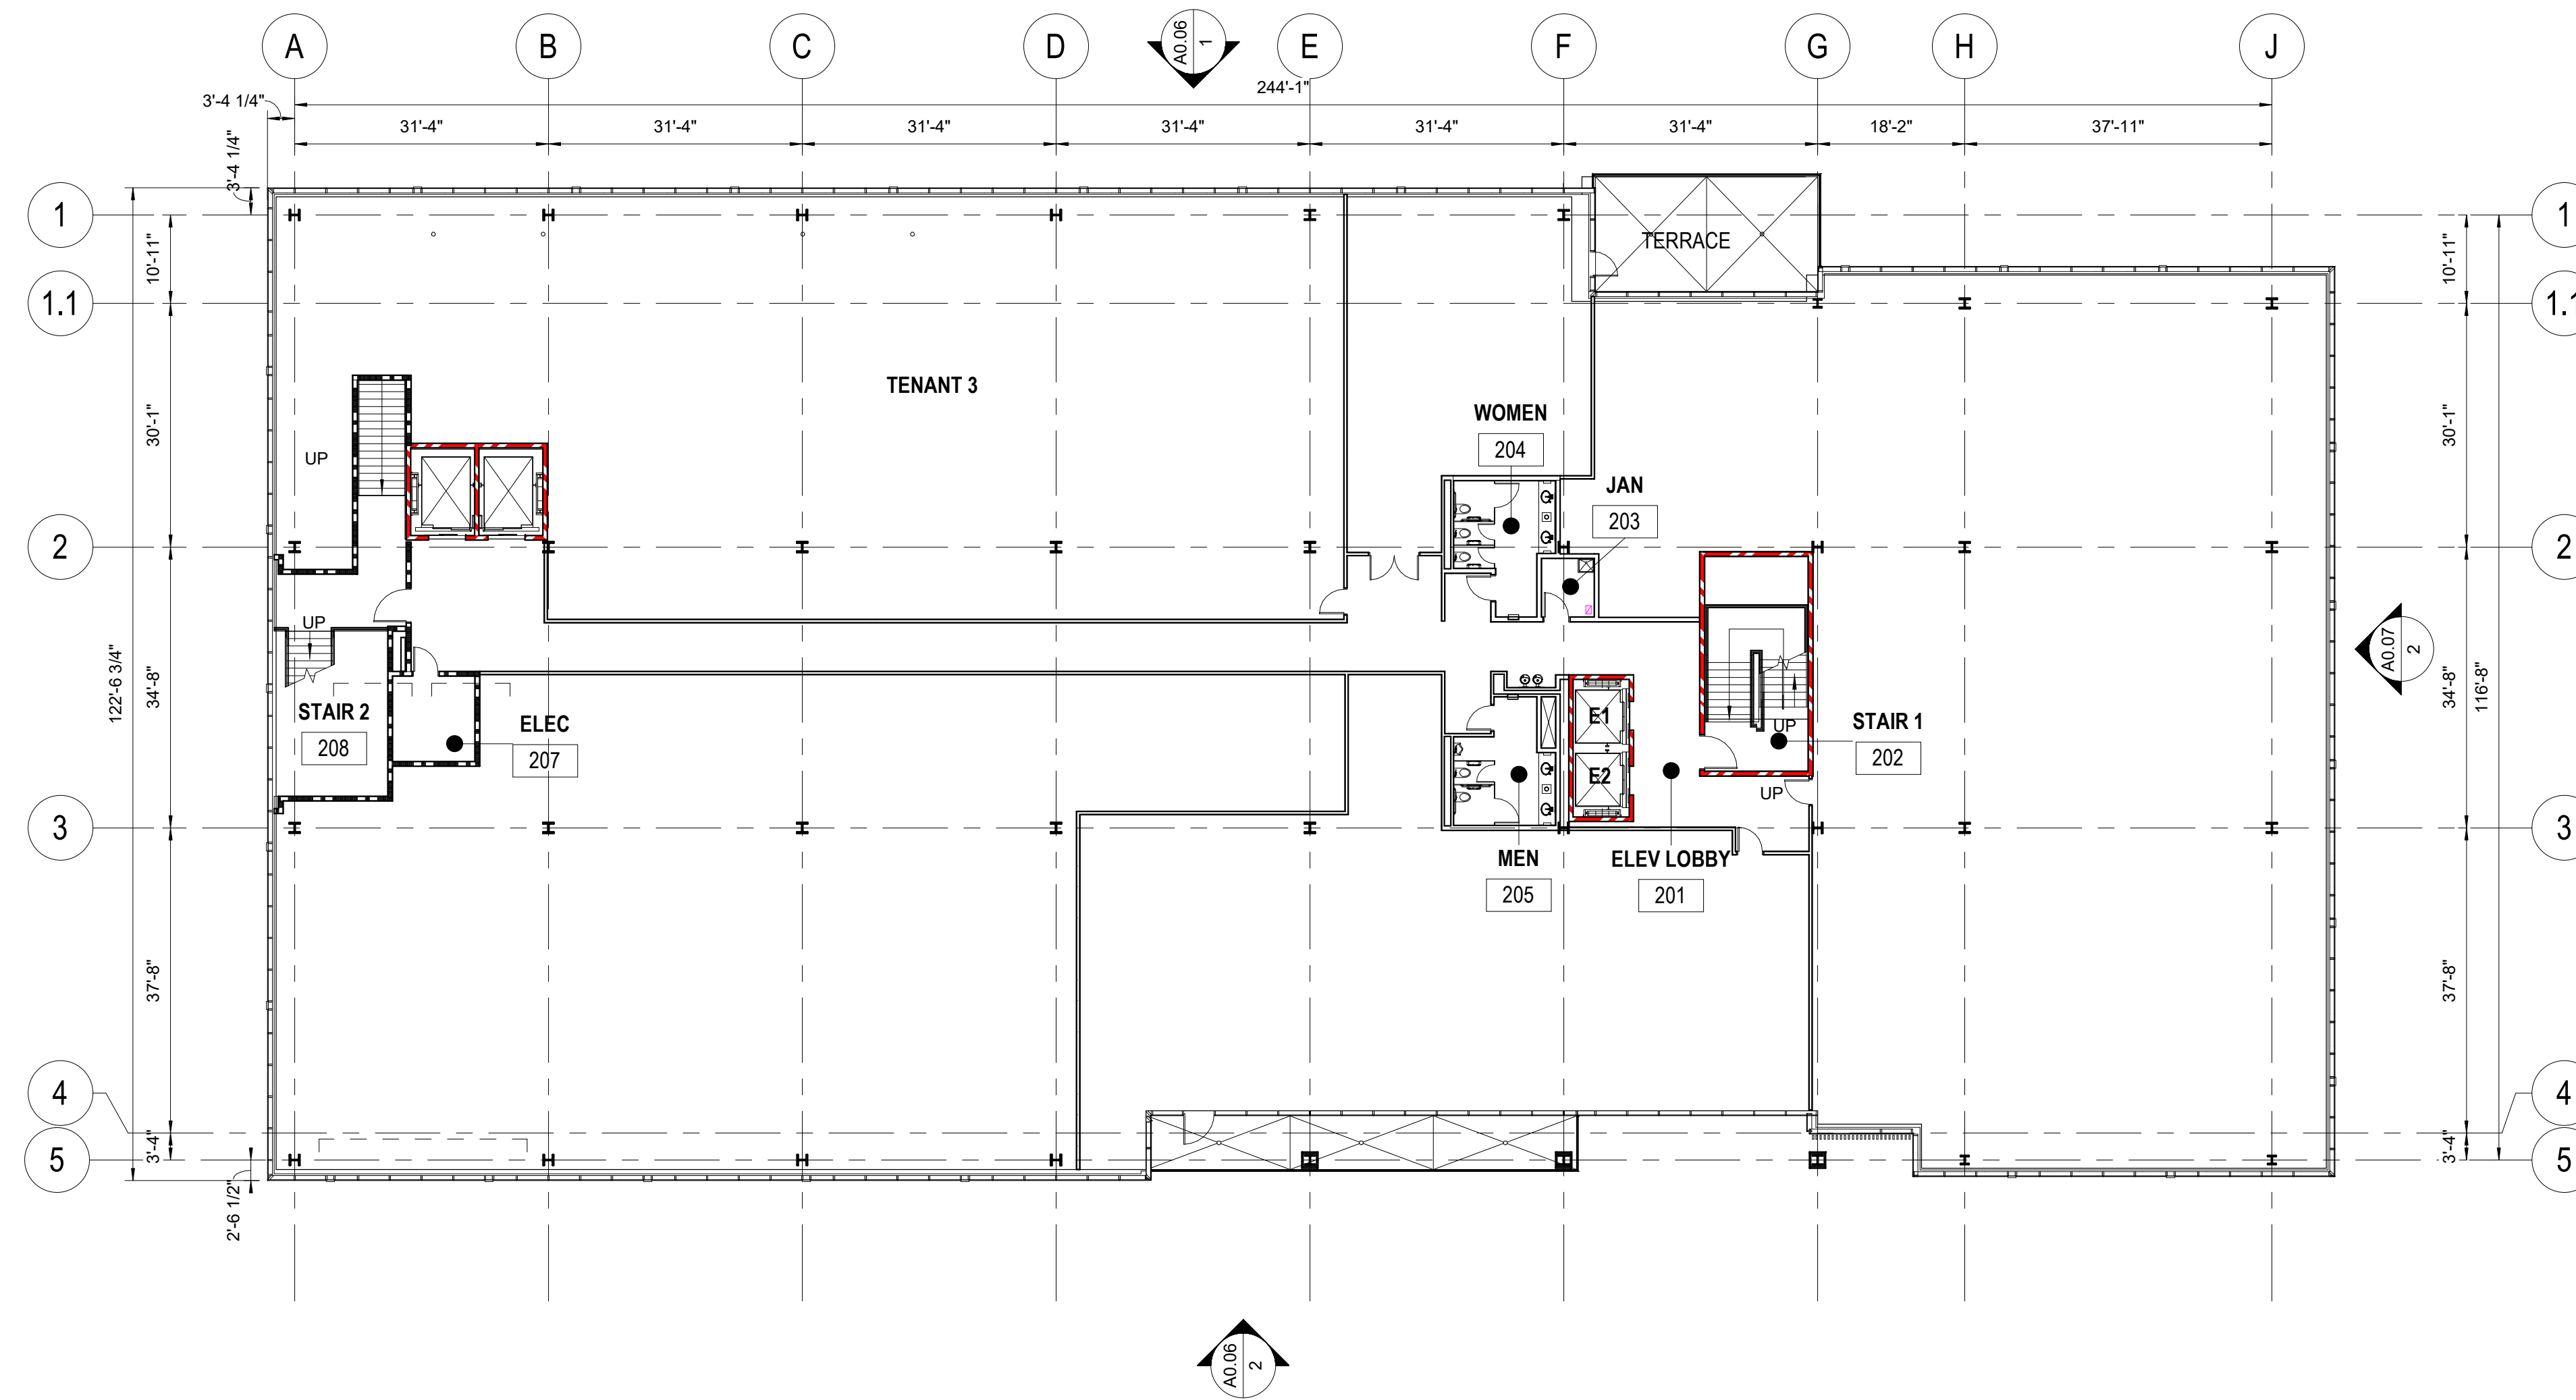 A B C D E F G H J
A0.06
1
244'-1"
3'-4 1/4"
31'-4" 31'-4" 31'-4" 31'-4" 31'-4" 31'-4" 18'-2" 37'-11"
3'-4 1/4"
1
1
TERRACE
10'-11"
10'-11"
1.1
1.1
TENANT 3
WOMEN
204
30'-1"
30'-1"
UP
JAN
203
2
2
UP
A0.07
2
122'-6 3/4"
34'-8"
34'-8"
116'-8"
STAIR 2
208
ELEC
207
E1
E2
UP
STAIR 1
202
UP
3
3
MEN
205
ELEV LOBBY
201
37'-8"
37'-8"
4
4
3'-4"
3'-4"
5
5
2'-6 1/2"
A0.06
2